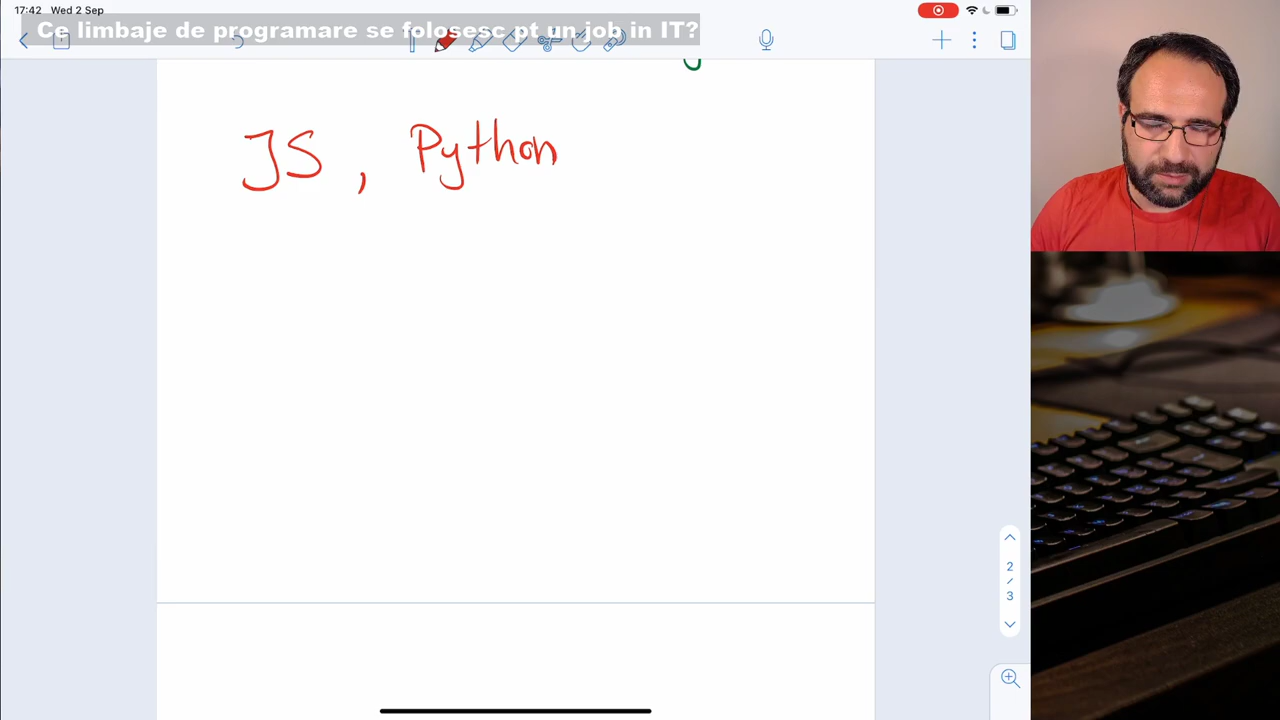 17:42 Wed 2 Sep
Ce limbaje de programare se folosesc pt un job in IT?
JS, Python
2
/
3